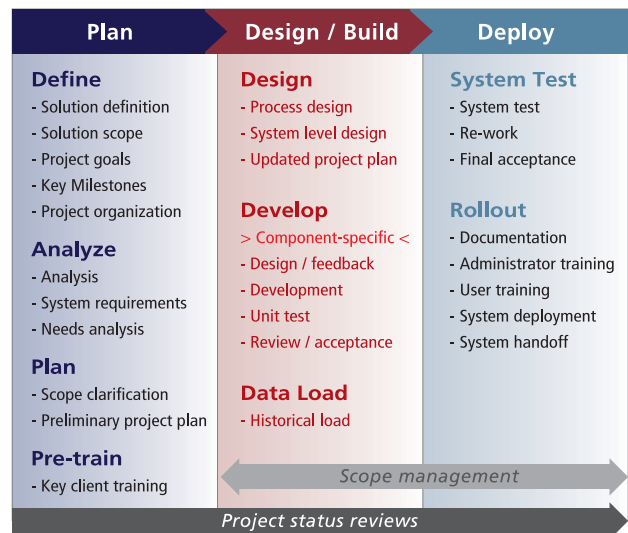 Plan
Define
- Solution definition
- Solution scope
- Project goals
- Key Milestones
- Project organization
Analyze
- Analysis
- System requirements
- Needs analysis
Plan
- Scope clarification
- Preliminary project plan
Pre-train
- Key client training
Design / Build
Design
- Process design
- System level design
- Updated project plan
Develop
> Component-specific <
- Design / feedback
- Development
- Unit test
- Review / acceptance
Data Load
- Historical load
Deploy
System Test
- System test
- Re-work
- Final acceptance
Rollout
- Documentation
- Administrator training
- User training
- System deployment
- System handoff
Scope management
Project status reviews